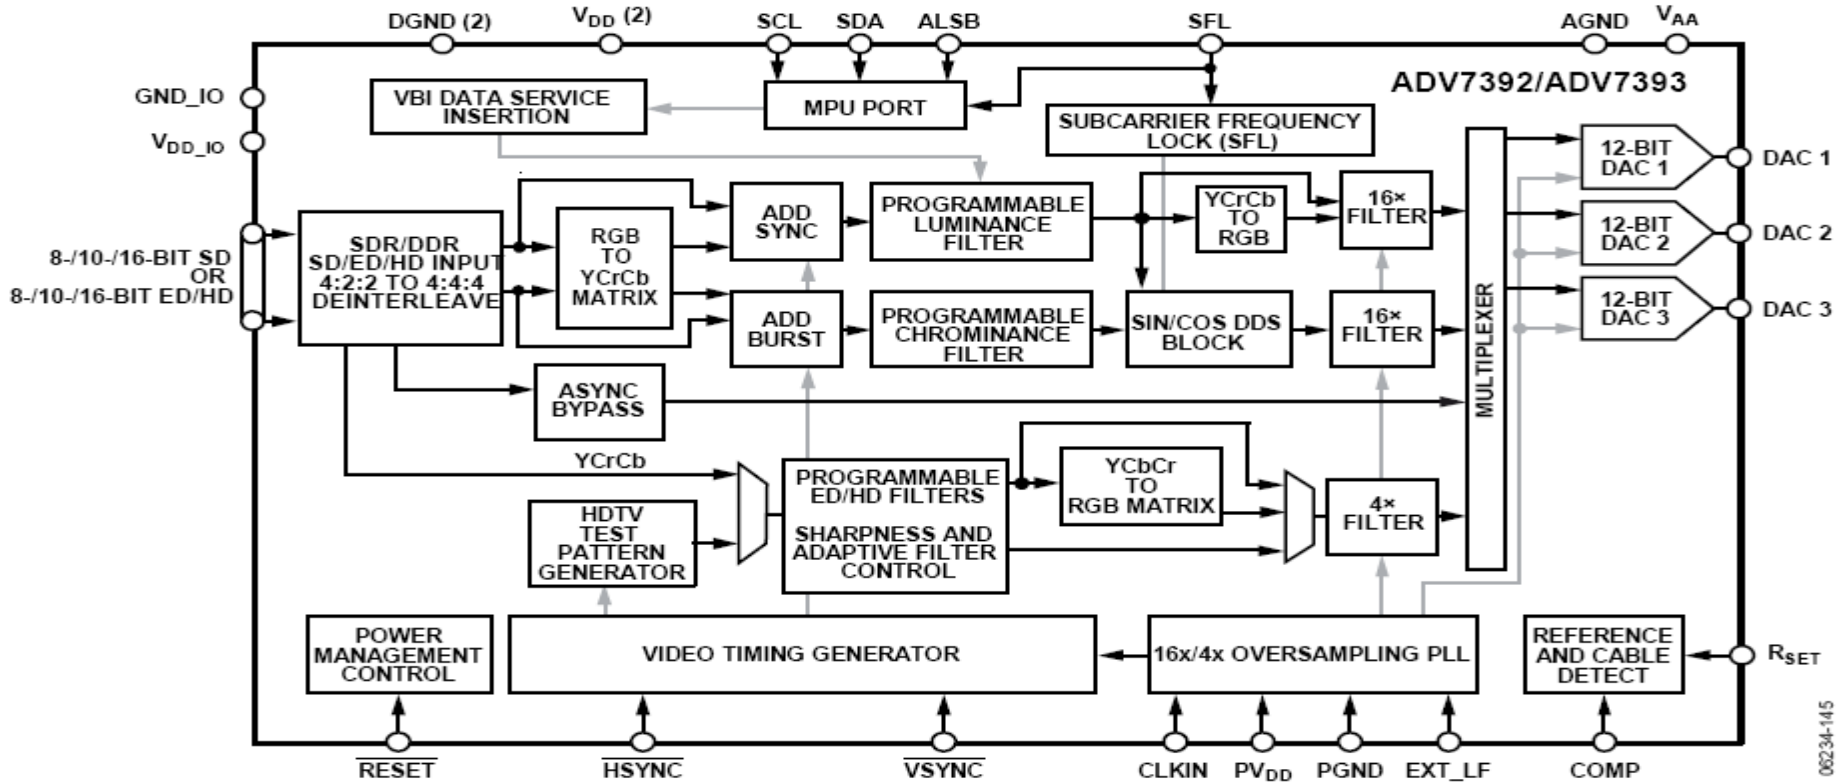 DGND (2)
VDD (2)
SCL
SDA
ALSB
SFL
AGND
VAA
GND_IO
VDD_IO
ADV7392/ADV7393
VBI DATA SERVICE
INSERTION
MPU PORT
SUBCARRIER FREQUENCY
LOCK (SFL)
8-/10-/16-BIT SD
OR
8-/10-/16-BIT ED/HD
SDR/DDR
SD/ED/HD INPUT
4:2:2 TO 4:4:4
DEINTERLEAVE
RGB
TO
YCrCb
MATRIX
ADD
SYNC
PROGRAMMABLE
LUMINANCE
FILTER
YCrCb
TO
RGB
16×
FILTER
ADD
BURST
PROGRAMMABLE
CHROMINANCE
FILTER
SIN/COS DDS
BLOCK
16×
FILTER
MULTIPLEXER
12-BIT
DAC 1
DAC 1
12-BIT
DAC 2
DAC 2
12-BIT
DAC 3
DAC 3
ASYNC
BYPASS
YCrCb
HDTV
TEST
PATTERN
GENERATOR
PROGRAMMABLE
ED/HD FILTERS
SHARPNESS AND
ADAPTIVE FILTER
CONTROL
YCbCr
TO
RGB MATRIX
4×
FILTER
POWER
MANAGEMENT
CONTROL
VIDEO TIMING GENERATOR
16x/4x OVERSAMPLING PLL
REFERENCE
AND CABLE
DETECT
RSET
RESET
HSYNC
VSYNC
CLKIN
PVDD
PGND
EXT_LF
COMP
06234-145